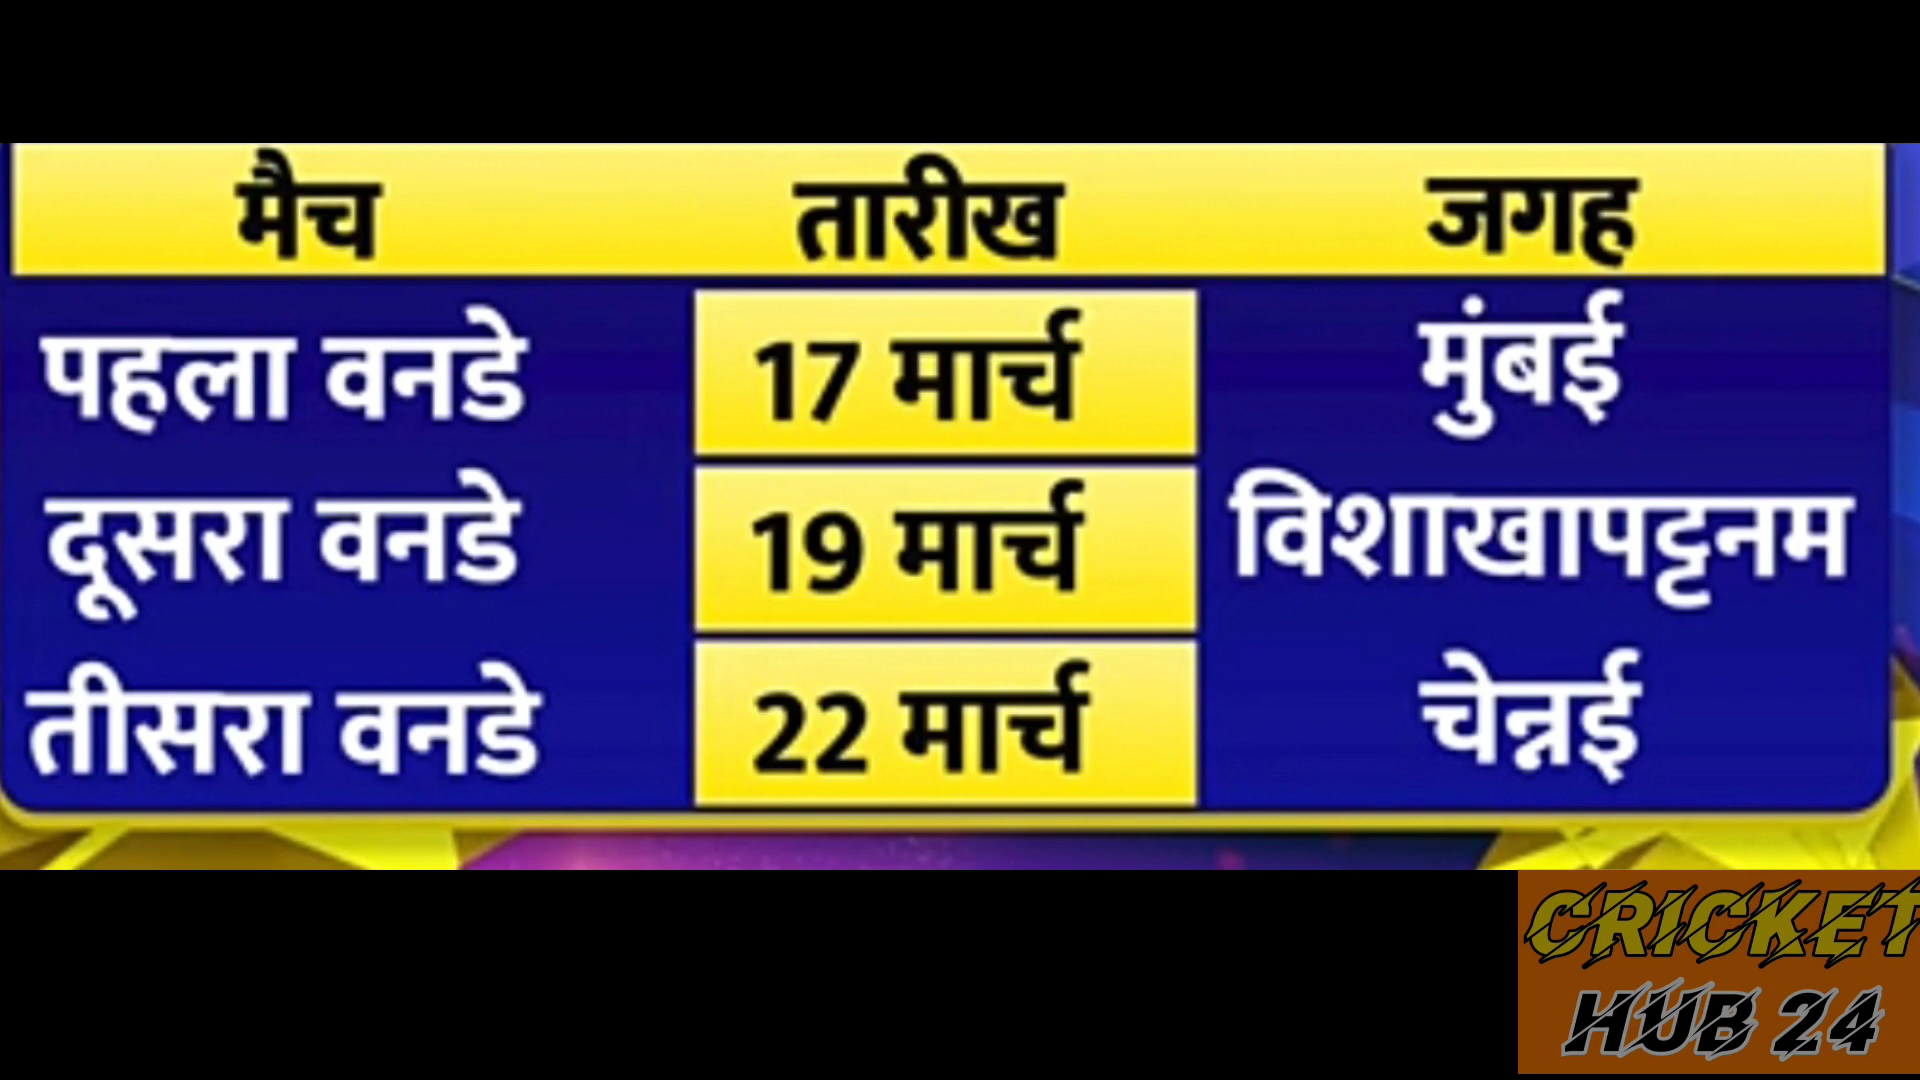 मैच तारीख जगह
पहला वनडे 17 मार्च मुंबई
दूसरा वनडे 19 मार्च विशाखापट्टनम
तीसरा वनडे 22 मार्च चेन्नई
CRICKET
HUB 24